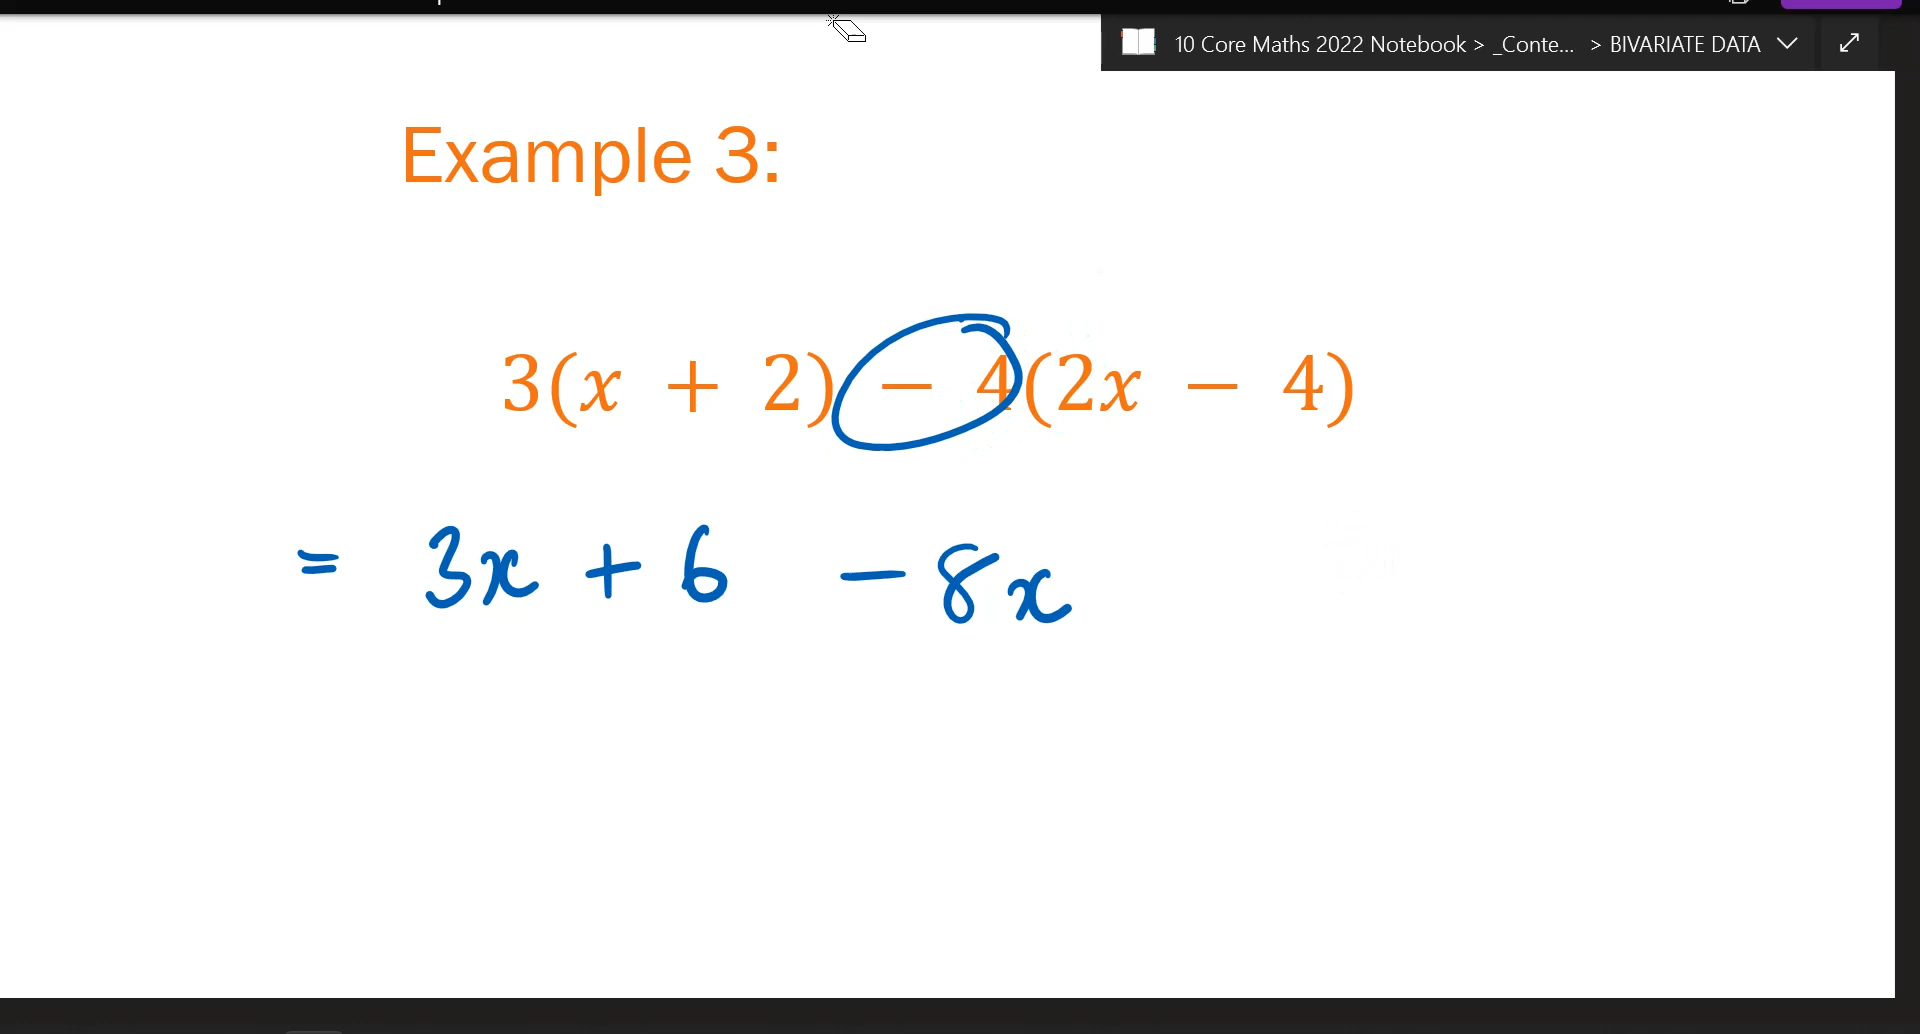 10 Core Maths 2022 Notebook > _Conte... > BIVARIATE DATA
Example 3:
3(x + 2) − 4(2x − 4)
= 3x + 6 − 8x